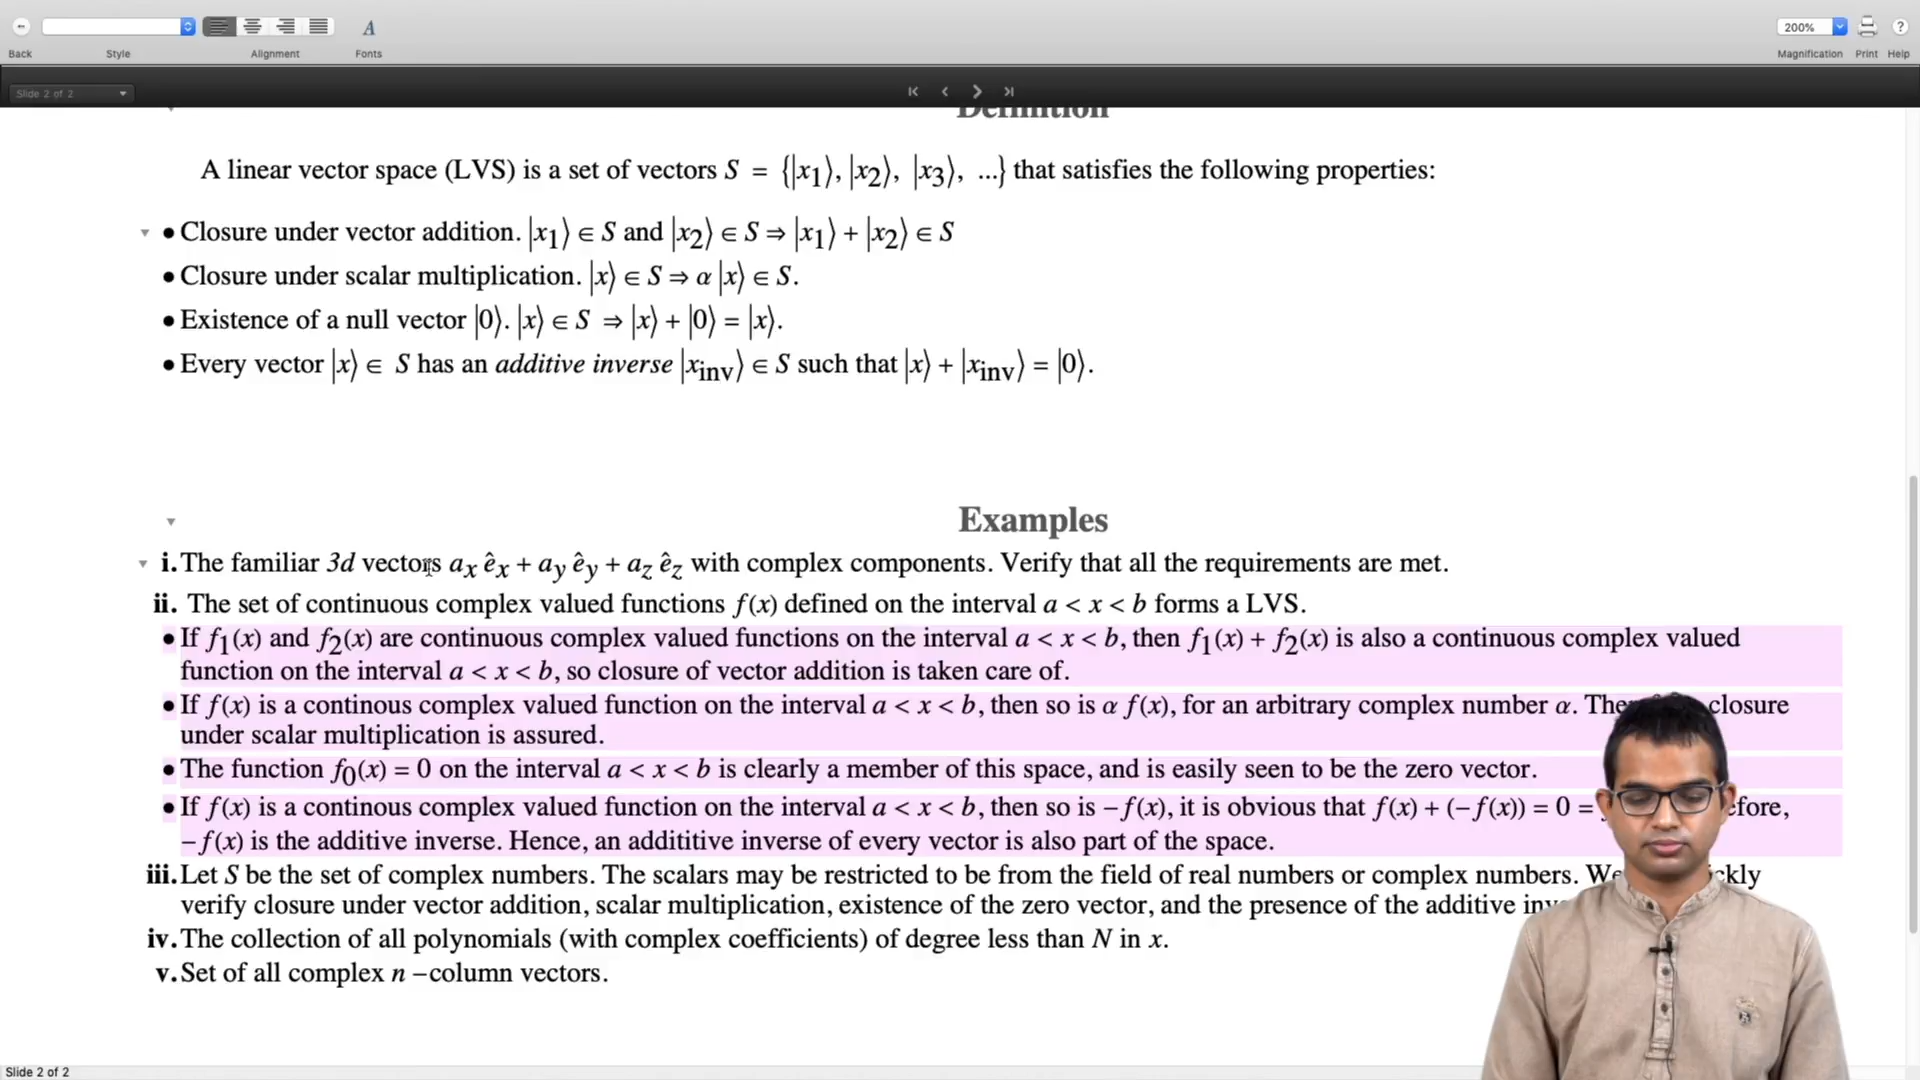 200%
Back Style Alignment Fonts Magnification Print Help
Slide 2 of 2
Definition
A linear vector space (LVS) is a set of vectors S = {|x₁⟩, |x₂⟩, |x₃⟩, ...} that satisfies the following properties:
• Closure under vector addition. |x₁⟩ ∈ S and |x₂⟩ ∈ S ⇒ |x₁⟩ + |x₂⟩ ∈ S
• Closure under scalar multiplication. |x⟩ ∈ S ⇒ α |x⟩ ∈ S.
• Existence of a null vector |0⟩. |x⟩ ∈ S ⇒ |x⟩ + |0⟩ = |x⟩.
• Every vector |x⟩ ∈ S has an additive inverse |x_inv⟩ ∈ S such that |x⟩ + |x_inv⟩ = |0⟩.
Examples
i. The familiar 3d vectors aₓ êₓ + a_y ê_y + a_z ê_z with complex components. Verify that all the requirements are met.
ii. The set of continuous complex valued functions f(x) defined on the interval a < x < b forms a LVS.
• If f₁(x) and f₂(x) are continuous complex valued functions on the interval a < x < b, then f₁(x) + f₂(x) is also a continuous complex valued
function on the interval a < x < b, so closure of vector addition is taken care of.
• If f(x) is a continous complex valued function on the interval a < x < b, then so is α f(x), for an arbitrary complex number α. closure
under scalar multiplication is assured.
• The function f₀(x) = 0 on the interval a < x < b is clearly a member of this space, and is easily seen to be the zero vector.
• If f(x) is a continous complex valued function on the interval a < x < b, then so is −f(x), it is obvious that f(x) + (−f(x)) = 0 =
−f(x) is the additive inverse. Hence, an addititive inverse of every vector is also part of the space.
iii. Let S be the set of complex numbers. The scalars may be restricted to be from the field of real numbers or complex numbers.
verify closure under vector addition, scalar multiplication, existence of the zero vector, and the presence of the additive
iv. The collection of all polynomials (with complex coefficients) of degree less than N in x.
v. Set of all complex n −column vectors.
Slide 2 of 2